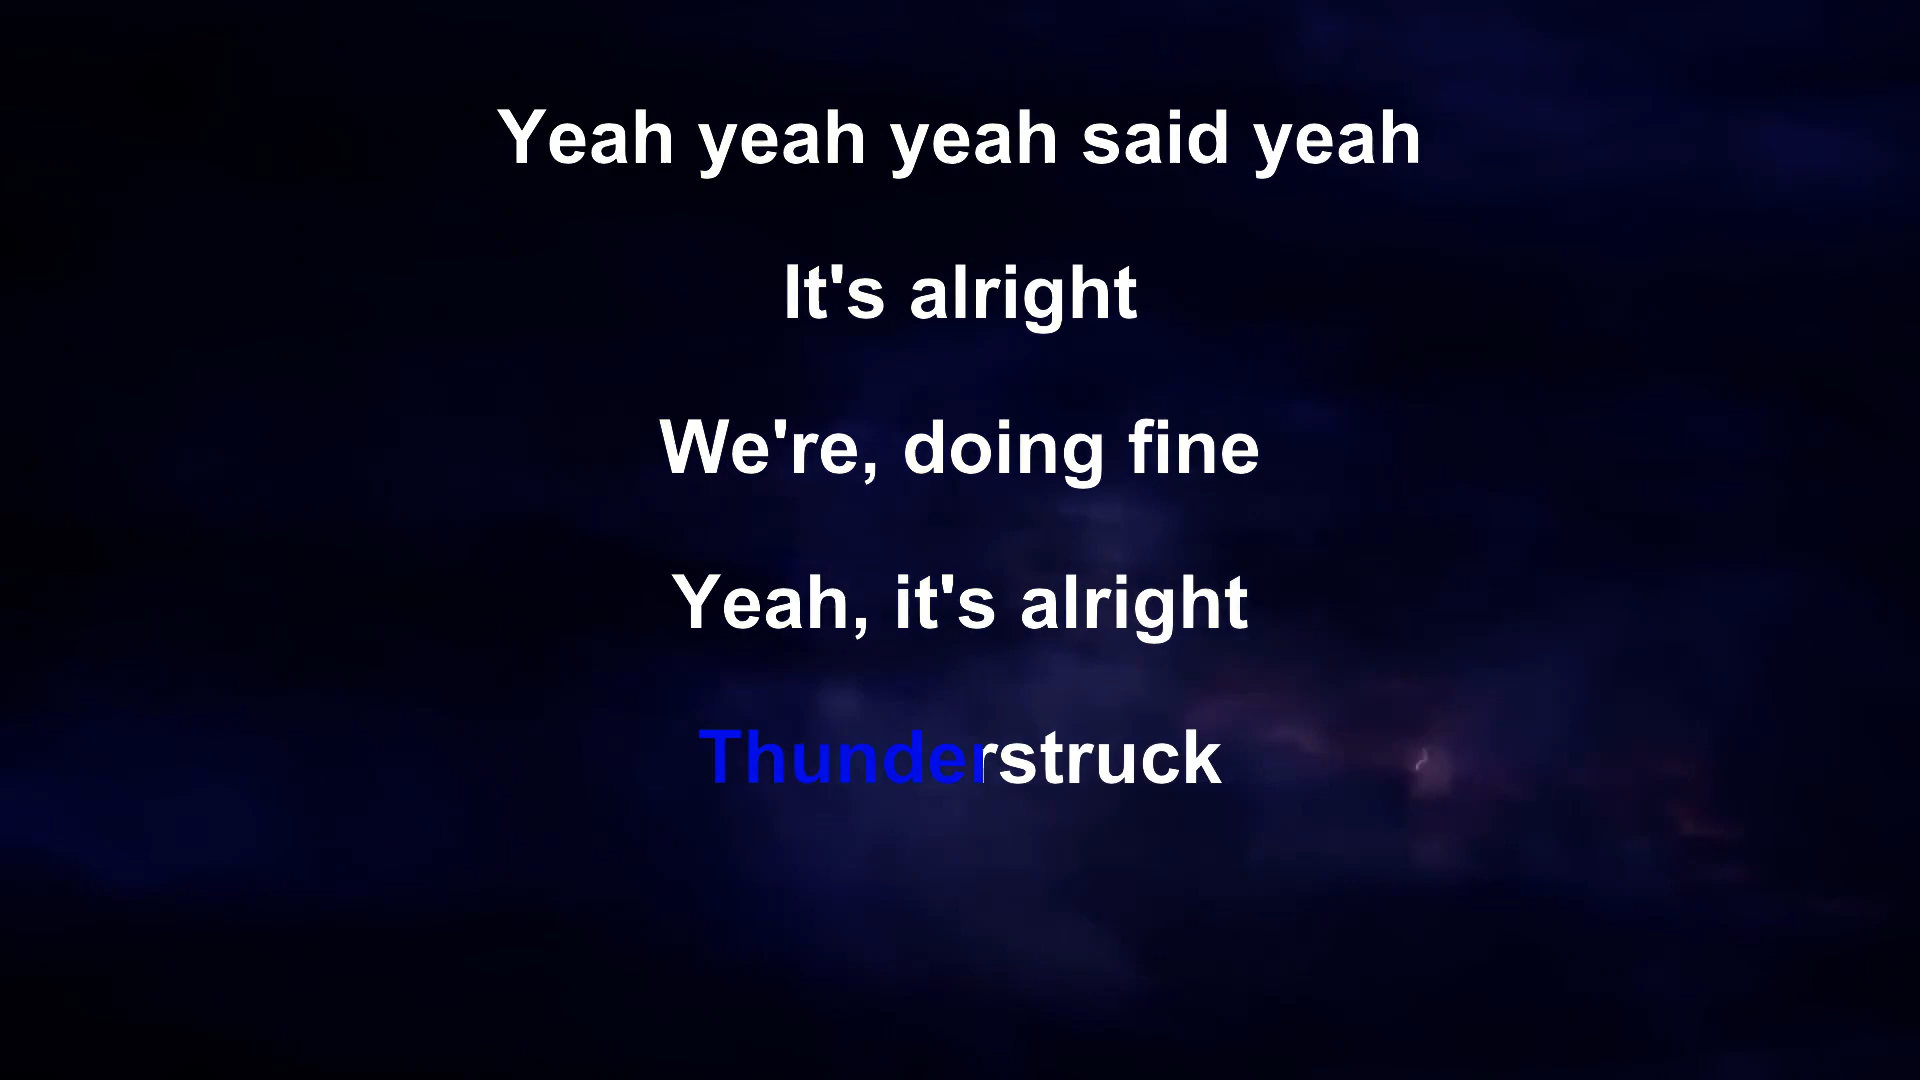 Yeah yeah yeah said yeah
It's alright
We're, doing fine
Yeah, it's alright
Thunderstruck